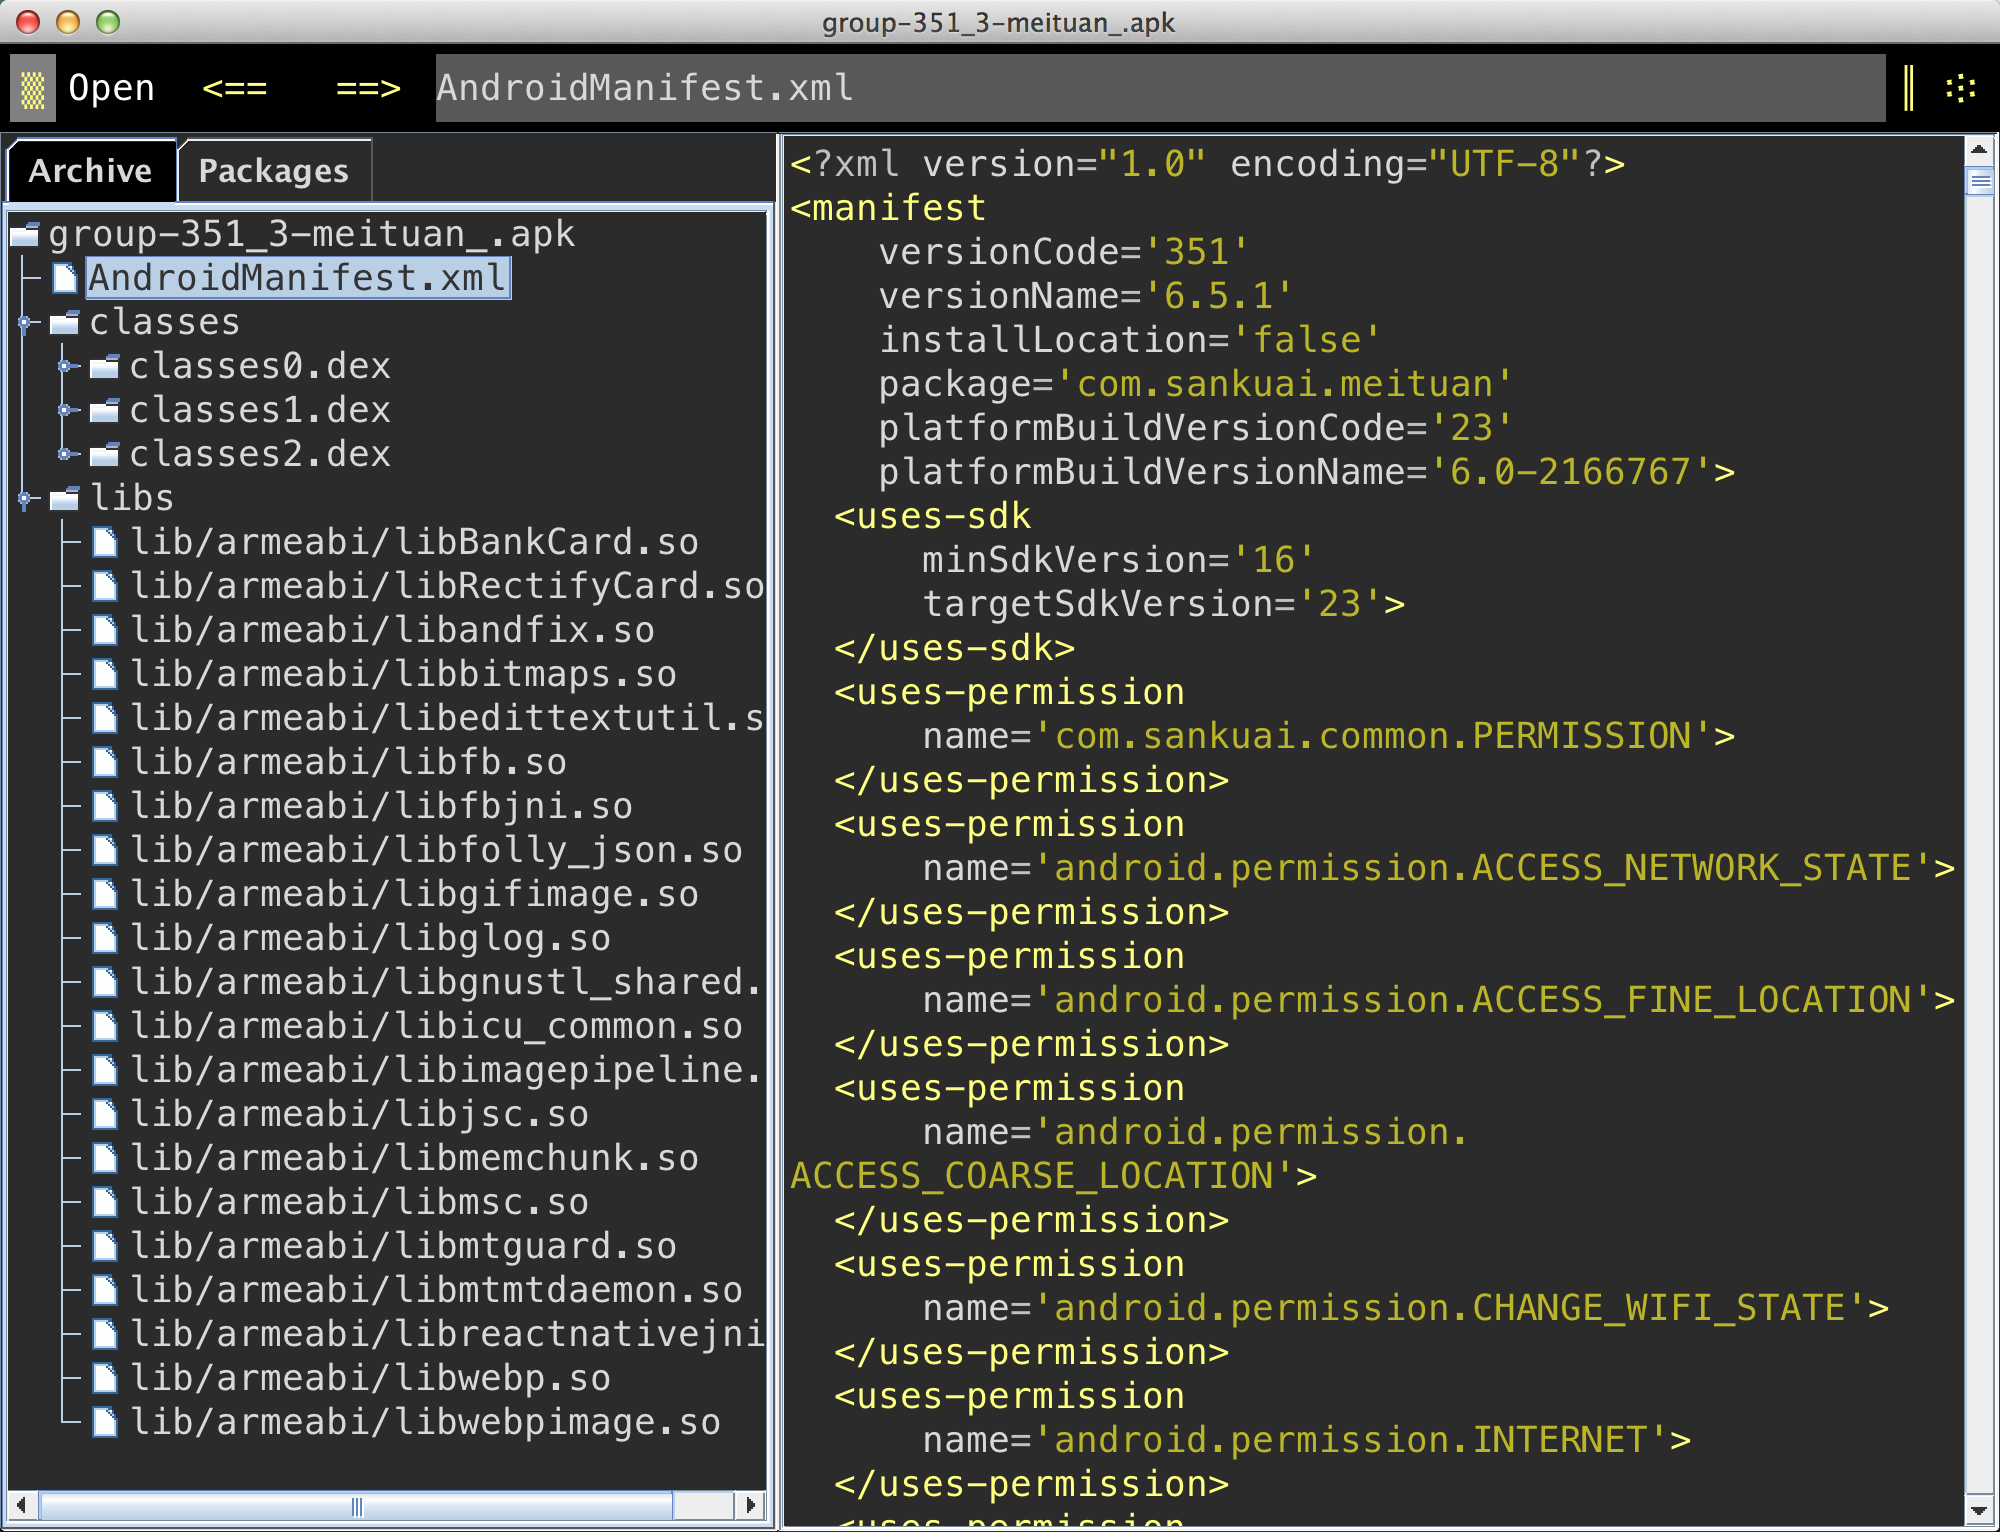 group-351_3-meituan_.apk
Open <== ==> AndroidManifest.xml
Archive Packages
group-351_3-meituan_.apk
AndroidManifest.xml
classes
classes0.dex
classes1.dex
classes2.dex
libs
lib/armeabi/libBankCard.so
lib/armeabi/libRectifyCard.so
lib/armeabi/libandfix.so
lib/armeabi/libbitmaps.so
lib/armeabi/libedittextutil.s
lib/armeabi/libfb.so
lib/armeabi/libfbjni.so
lib/armeabi/libfolly_json.so
lib/armeabi/libgifimage.so
lib/armeabi/libglog.so
lib/armeabi/libgnustl_shared.
lib/armeabi/libicu_common.so
lib/armeabi/libimagepipeline.
lib/armeabi/libjsc.so
lib/armeabi/libmemchunk.so
lib/armeabi/libmsc.so
lib/armeabi/libmtguard.so
lib/armeabi/libmtmtdaemon.so
lib/armeabi/libreactnativejni
lib/armeabi/libwebp.so
lib/armeabi/libwebpimage.so
<?xml version="1.0" encoding="UTF-8"?>
<manifest
versionCode='351'
versionName='6.5.1'
installLocation='false'
package='com.sankuai.meituan'
platformBuildVersionCode='23'
platformBuildVersionName='6.0-2166767'>
<uses-sdk
minSdkVersion='16'
targetSdkVersion='23'>
</uses-sdk>
<uses-permission
name='com.sankuai.common.PERMISSION'>
</uses-permission>
<uses-permission
name='android.permission.ACCESS_NETWORK_STATE'>
</uses-permission>
<uses-permission
name='android.permission.ACCESS_FINE_LOCATION'>
</uses-permission>
<uses-permission
name='android.permission.
ACCESS_COARSE_LOCATION'>
</uses-permission>
<uses-permission
name='android.permission.CHANGE_WIFI_STATE'>
</uses-permission>
<uses-permission
name='android.permission.INTERNET'>
</uses-permission>
<uses-permission